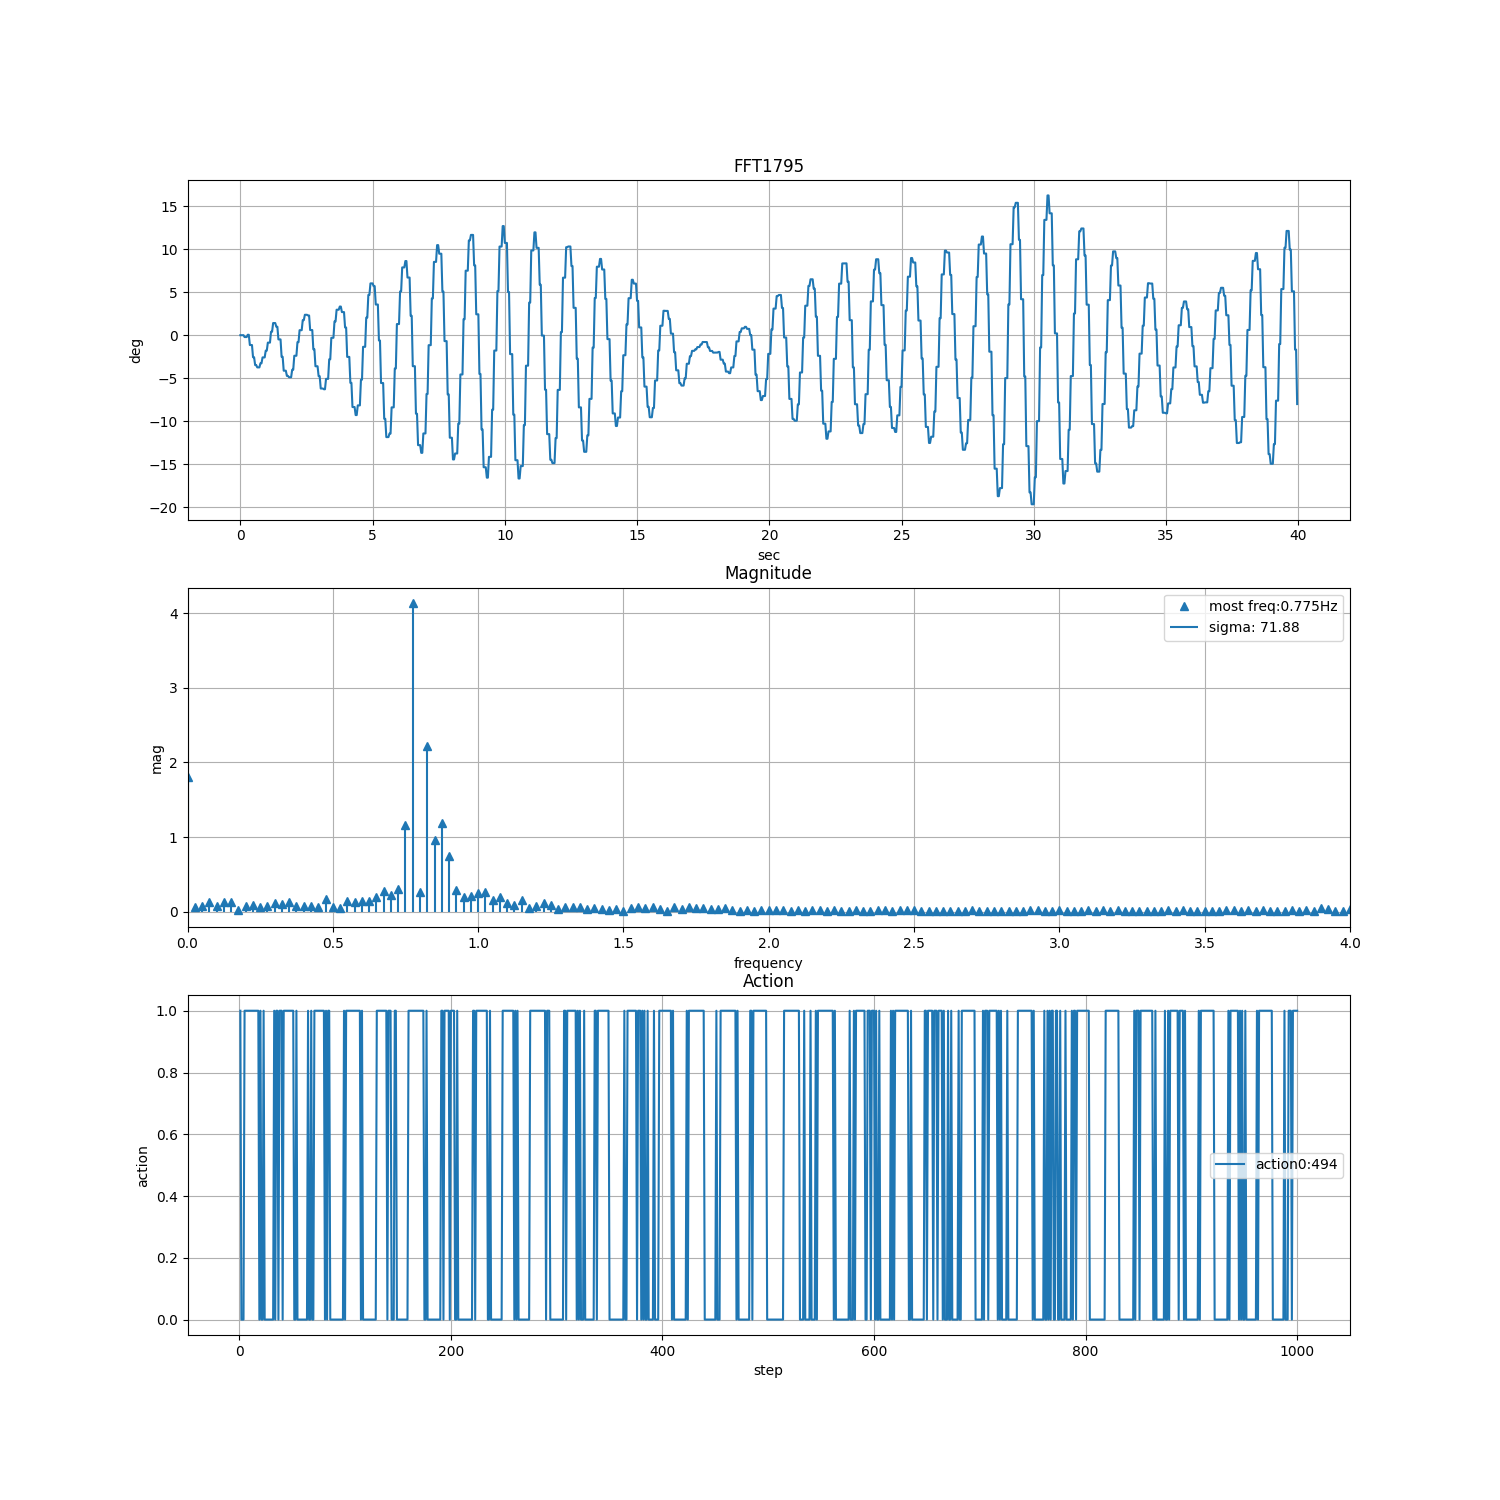 FFT1795
15
10
5
0
−5
−10
−15
−20
deg
0 5 10 15 20 25 30 35 40
sec
Magnitude
4
3
2
1
0
mag
most freq:0.775Hz
sigma: 71.88
0.0 0.5 1.0 1.5 2.0 2.5 3.0 3.5 4.0
frequency
Action
1.0
0.8
0.6
0.4
0.2
0.0
action
action0:494
0 200 400 600 800 1000
step